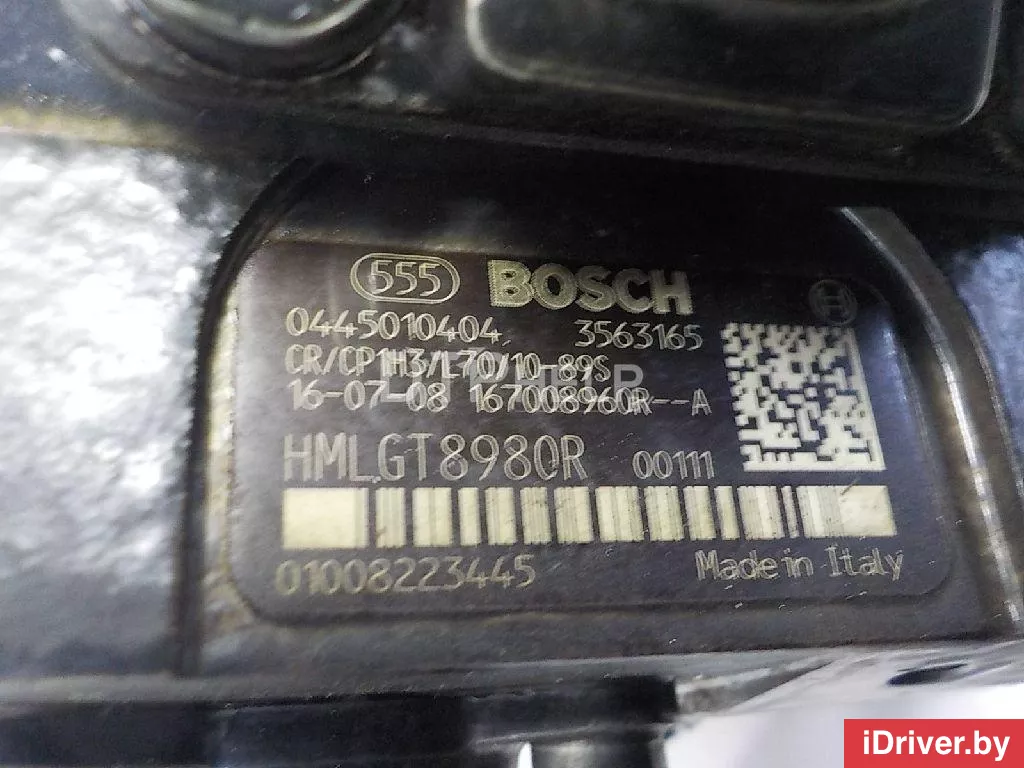 555 BOSCH
0445010404 3563165
CR/CP1H3/L70/10-89S
16-07-08 167008960R--A
HMLGT8980R 00111
01008223445 Made in Italy
iDriver.by